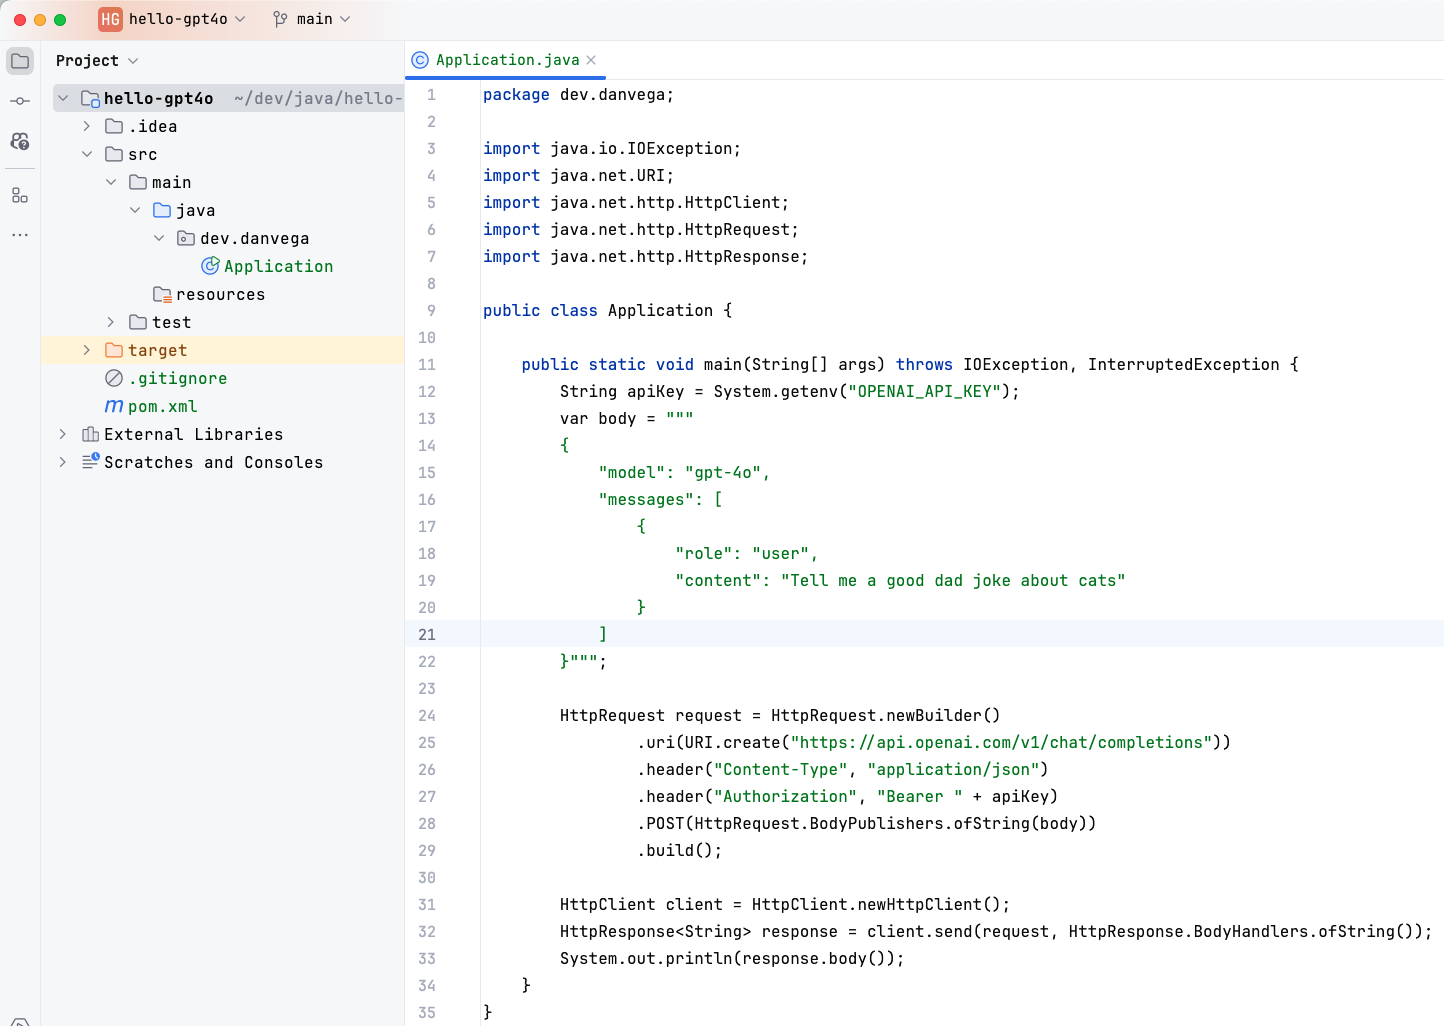 HG hello-gpt4o main
Project
hello-gpt4o ~/dev/java/hello-
.idea
src
main
java
dev.danvega
Application
resources
test
target
.gitignore
pom.xml
External Libraries
Scratches and Consoles
Application.java
1 package dev.danvega;
2
3 import java.io.IOException;
4 import java.net.URI;
5 import java.net.http.HttpClient;
6 import java.net.http.HttpRequest;
7 import java.net.http.HttpResponse;
8
9 public class Application {
10
11     public static void main(String[] args) throws IOException, InterruptedException {
12         String apiKey = System.getenv("OPENAI_API_KEY");
13         var body = """
14         {
15             "model": "gpt-4o",
16             "messages": [
17                 {
18                     "role": "user",
19                     "content": "Tell me a good dad joke about cats"
20                 }
21             ]
22         }""";
23
24         HttpRequest request = HttpRequest.newBuilder()
25                 .uri(URI.create("https://api.openai.com/v1/chat/completions"))
26                 .header("Content-Type", "application/json")
27                 .header("Authorization", "Bearer " + apiKey)
28                 .POST(HttpRequest.BodyPublishers.ofString(body))
29                 .build();
30
31         HttpClient client = HttpClient.newHttpClient();
32         HttpResponse<String> response = client.send(request, HttpResponse.BodyHandlers.ofString());
33         System.out.println(response.body());
34     }
35 }